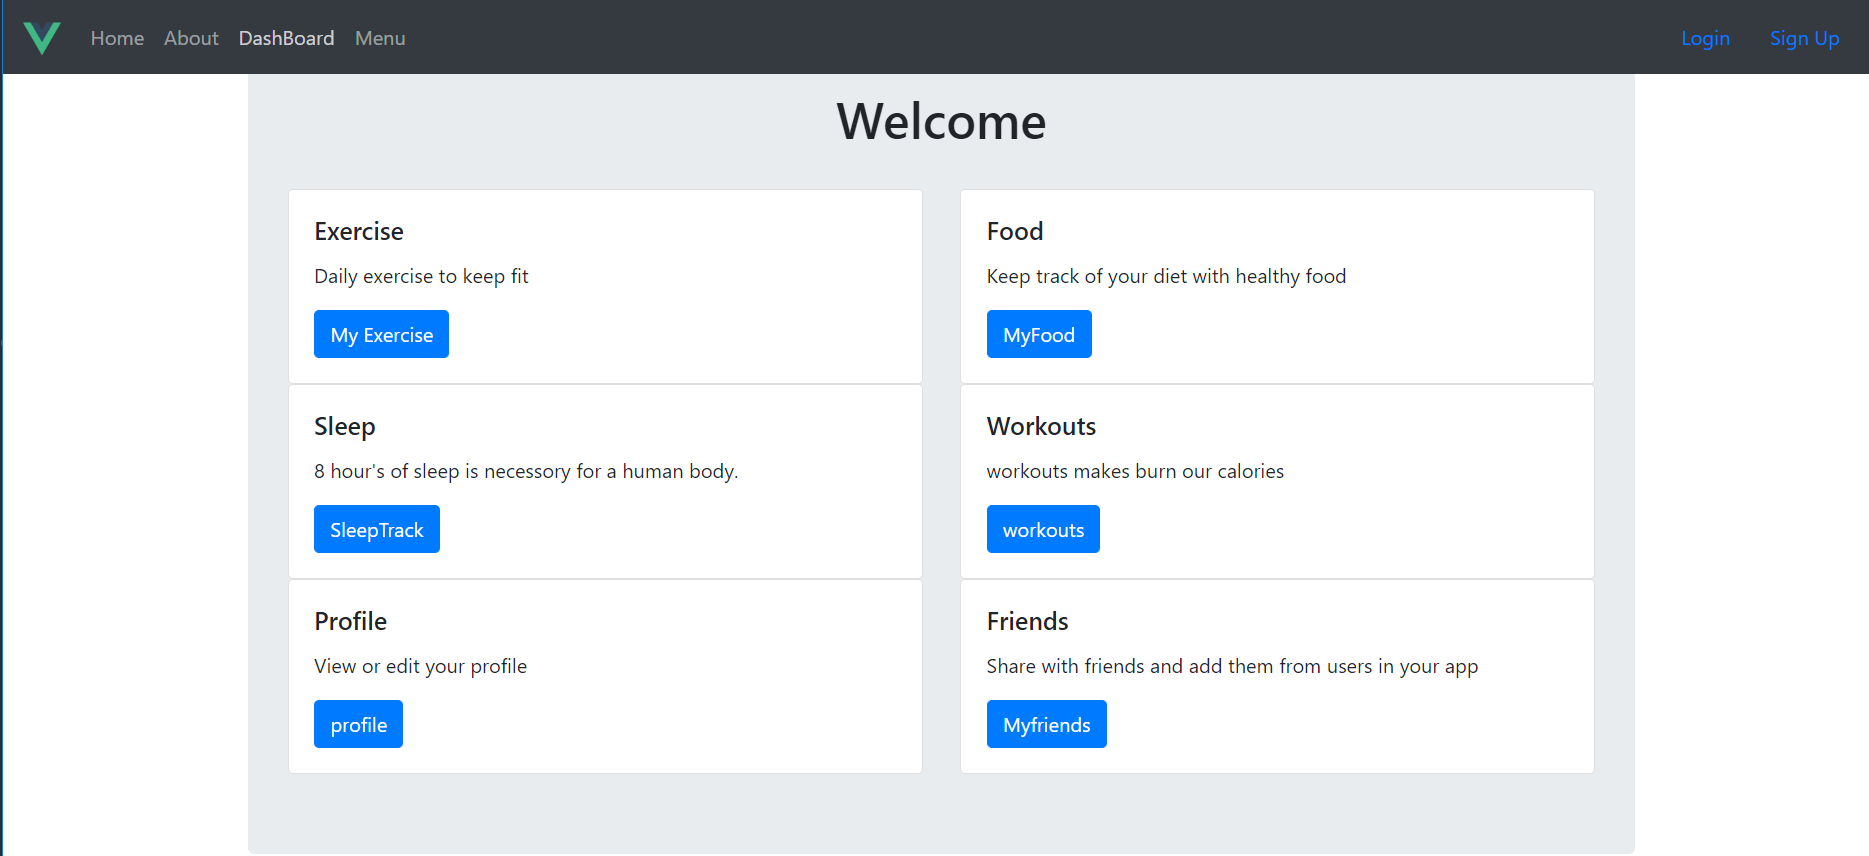 Home About DashBoard Menu Login Sign Up
Welcome
Exercise
Daily exercise to keep fit
My Exercise
Food
Keep track of your diet with healthy food
MyFood
Sleep
8 hour's of sleep is necessory for a human body.
SleepTrack
Workouts
workouts makes burn our calories
workouts
Profile
View or edit your profile
profile
Friends
Share with friends and add them from users in your app
Myfriends